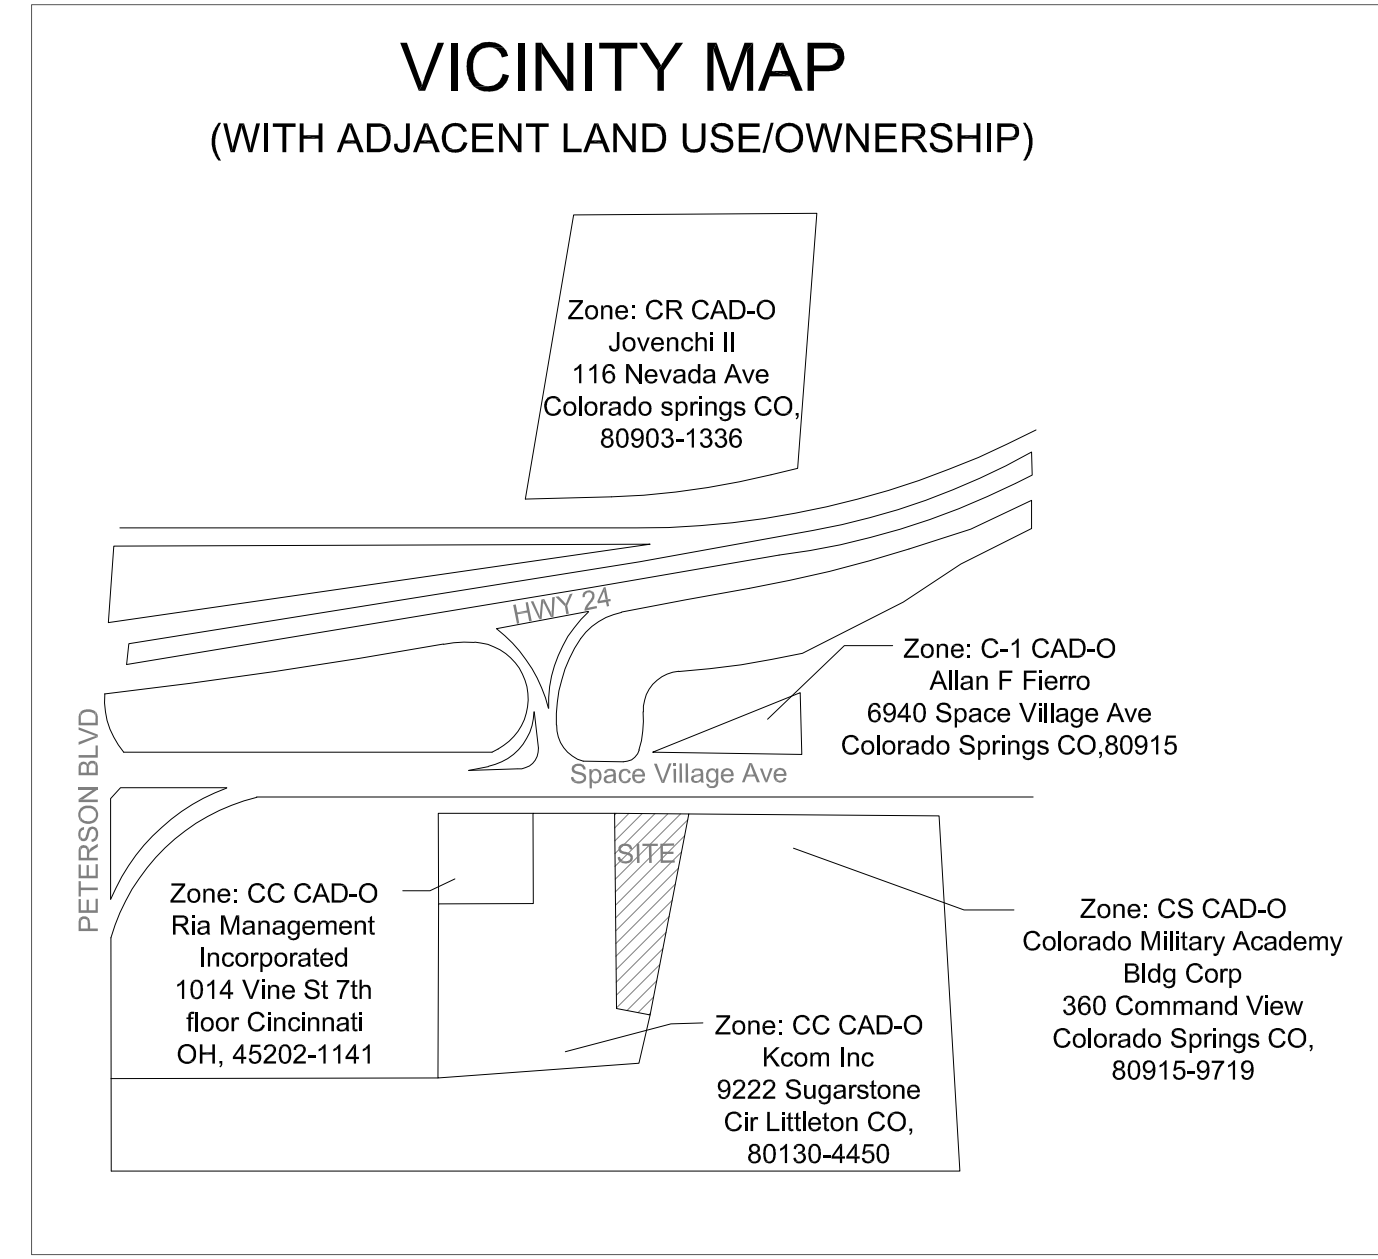 VICINITY MAP
(WITH ADJACENT LAND USE/OWNERSHIP)
Zone: CR CAD-O
Jovenchi II
116 Nevada Ave
Colorado springs CO,
80903-1336
HWY 24
Zone: C-1 CAD-O
Allan F Fierro
6940 Space Village Ave
Colorado Springs CO,80915
Space Village Ave
PETERSON BLVD
SITE
Zone: CC CAD-O
Ria Management
Incorporated
1014 Vine St 7th
floor Cincinnati
OH, 45202-1141
Zone: CS CAD-O
Colorado Military Academy
Bldg Corp
360 Command View
Colorado Springs CO,
80915-9719
Zone: CC CAD-O
Kcom Inc
9222 Sugarstone
Cir Littleton CO,
80130-4450